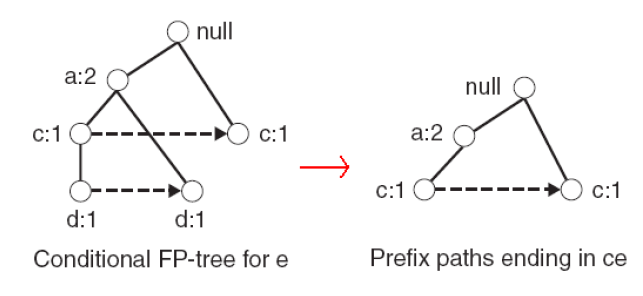 null
a:2
c:1
c:1
d:1
d:1
Conditional FP-tree for e
null
a:2
c:1
c:1
Prefix paths ending in ce